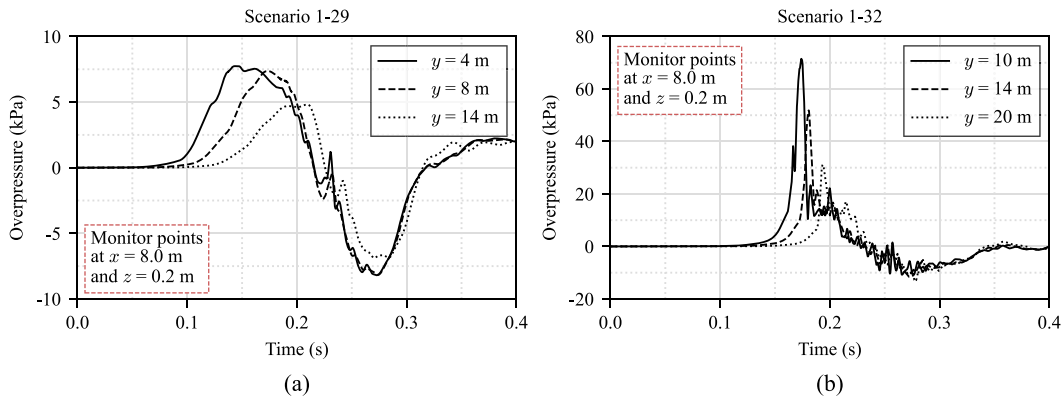 Scenario 1-29
10
5
0
-5
-10
Overpressure (kPa)
y = 4 m
y = 8 m
y = 14 m
Monitor points
at x = 8.0 m
and z = 0.2 m
0.0
0.1
0.2
0.3
0.4
Time (s)
(a)
Scenario 1-32
80
60
40
20
0
-20
Overpressure (kPa)
Monitor points
at x = 8.0 m
and z = 0.2 m
y = 10 m
y = 14 m
y = 20 m
0.0
0.1
0.2
0.3
0.4
Time (s)
(b)